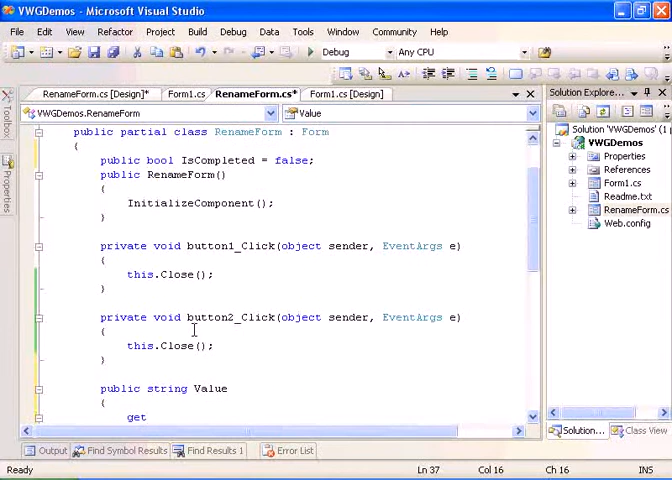 VWGDemos - Microsoft Visual Studio
File Edit View Refactor Project Build Debug Data Tools Window Community Help
Debug Any CPU
RenameForm.cs [Design]* Form1.cs RenameForm.cs* Form1.cs [Design]
VWGDemos.RenameForm Value
public partial class RenameForm : Form
{
public bool IsCompleted = false;
public RenameForm()
{
InitializeComponent();
}
private void button1_Click(object sender, EventArgs e)
{
this.Close();
}
private void button2_Click(object sender, EventArgs e)
{
this.Close();
}
public string Value
{
get
Toolbox
Properties
Solution Explore...
Solution 'VWGDemos'
VWGDemos
Properties
References
Form1.cs
Readme.txt
RenameForm.cs
Web.config
Solution... Class View
Output Find Symbol Results Find Results 1 Error List
Ready Ln 37 Col 16 Ch 16 INS